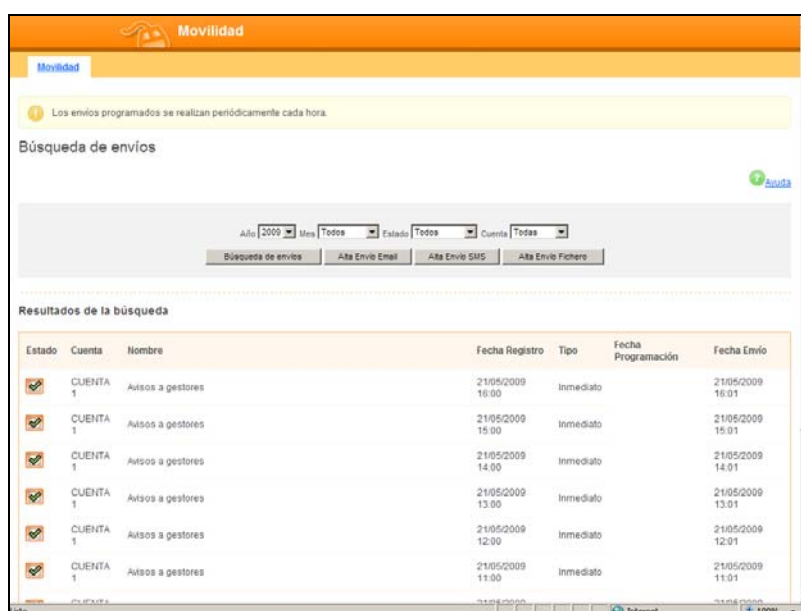 Movilidad
Movilidad
Los envíos programados se realizan periódicamente cada hora.
Búsqueda de envíos
Ayuda
Año 2009 Mes Todos Estado Todos Cuenta Todas
Búsqueda de envíos Alta Envío Email Alta Envío SMS Alta Envío Fichero
Resultados de la búsqueda
Estado Cuenta Nombre Fecha Registro Tipo Fecha Programación Fecha Envío
CUENTA 1 Avisos a gestores 21/05/2009 16:00 Inmediato 21/05/2009 16:01
CUENTA 1 Avisos a gestores 21/05/2009 15:00 Inmediato 21/05/2009 15:01
CUENTA 1 Avisos a gestores 21/05/2009 14:00 Inmediato 21/05/2009 14:01
CUENTA 1 Avisos a gestores 21/05/2009 13:00 Inmediato 21/05/2009 13:01
CUENTA 1 Avisos a gestores 21/05/2009 12:00 Inmediato 21/05/2009 12:01
CUENTA 1 Avisos a gestores 21/05/2009 11:00 Inmediato 21/05/2009 11:01